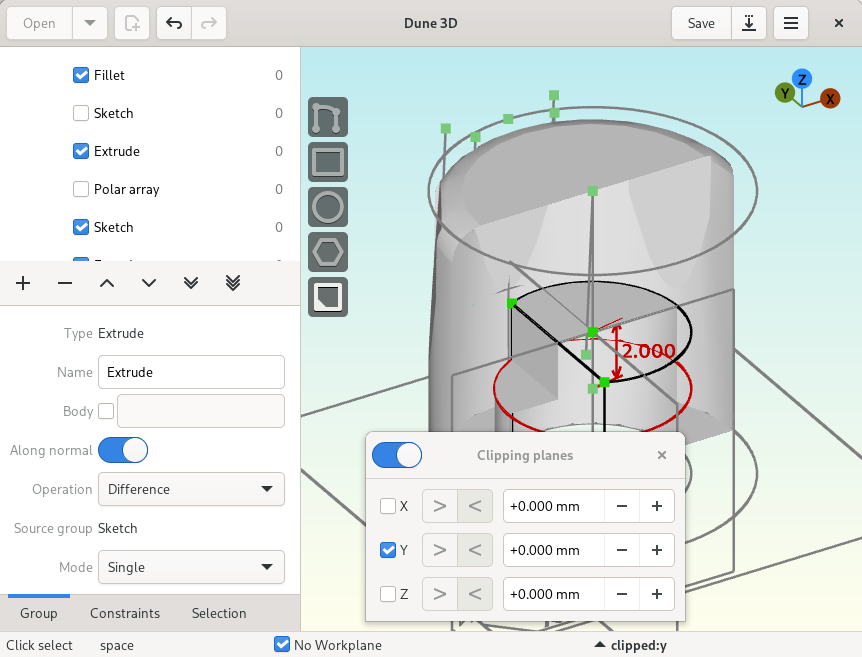 Open
Dune 3D
Save
Fillet 0
Sketch 0
Extrude 0
Polar array 0
Sketch 0
Type Extrude
Name Extrude
Body
Along normal
Operation Difference
Source group Sketch
Mode Single
Group Constraints Selection
Click select space
No Workplane
clipped:y
Z
Y
X
2.000
Clipping planes
X > < +0.000 mm − +
Y > < +0.000 mm − +
Z > < +0.000 mm − +